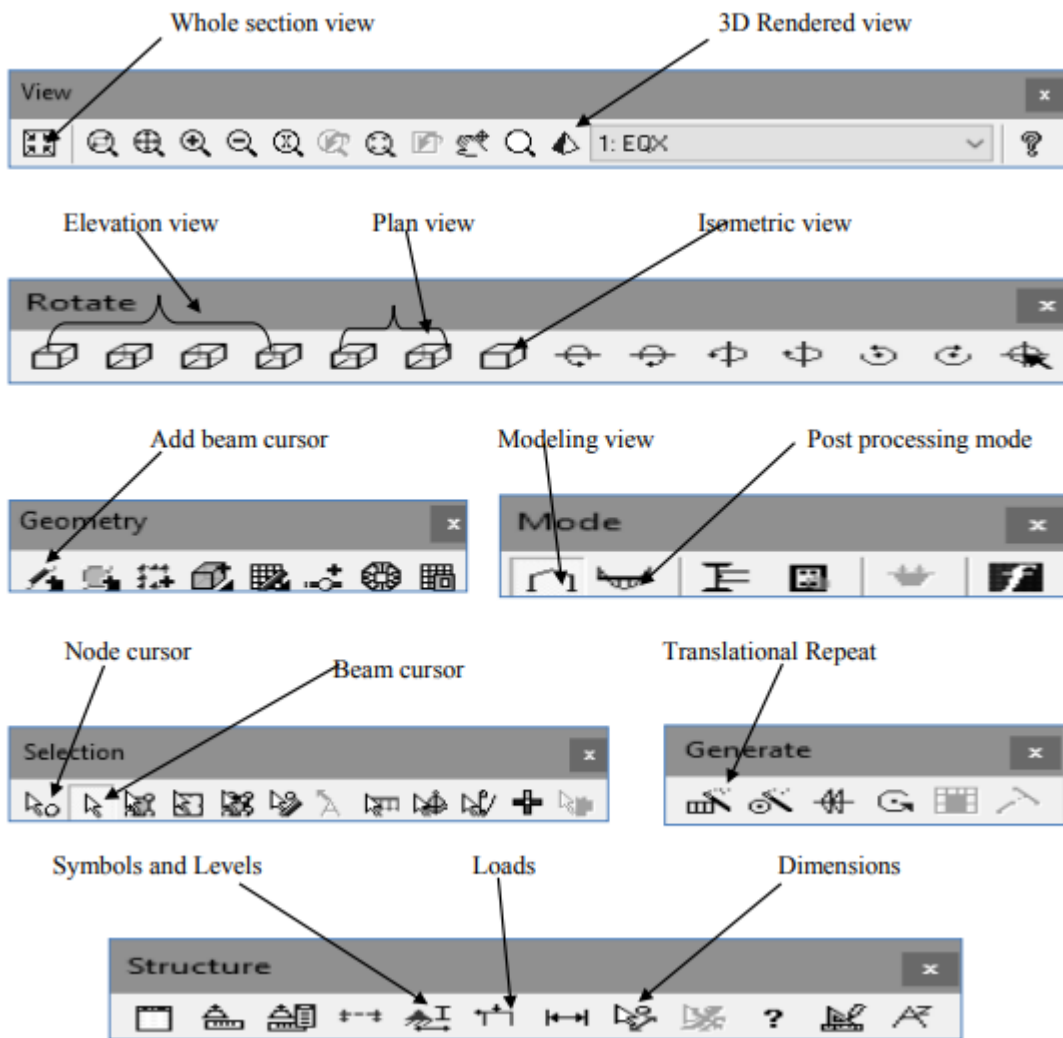 Whole section view
3D Rendered view
View
1: EQX
Elevation view
Plan view
Isometric view
Rotate
Add beam cursor
Modeling view
Post processing mode
Geometry
Mode
Node cursor
Beam cursor
Translational Repeat
Selection
Generate
Symbols and Levels
Loads
Dimensions
Structure